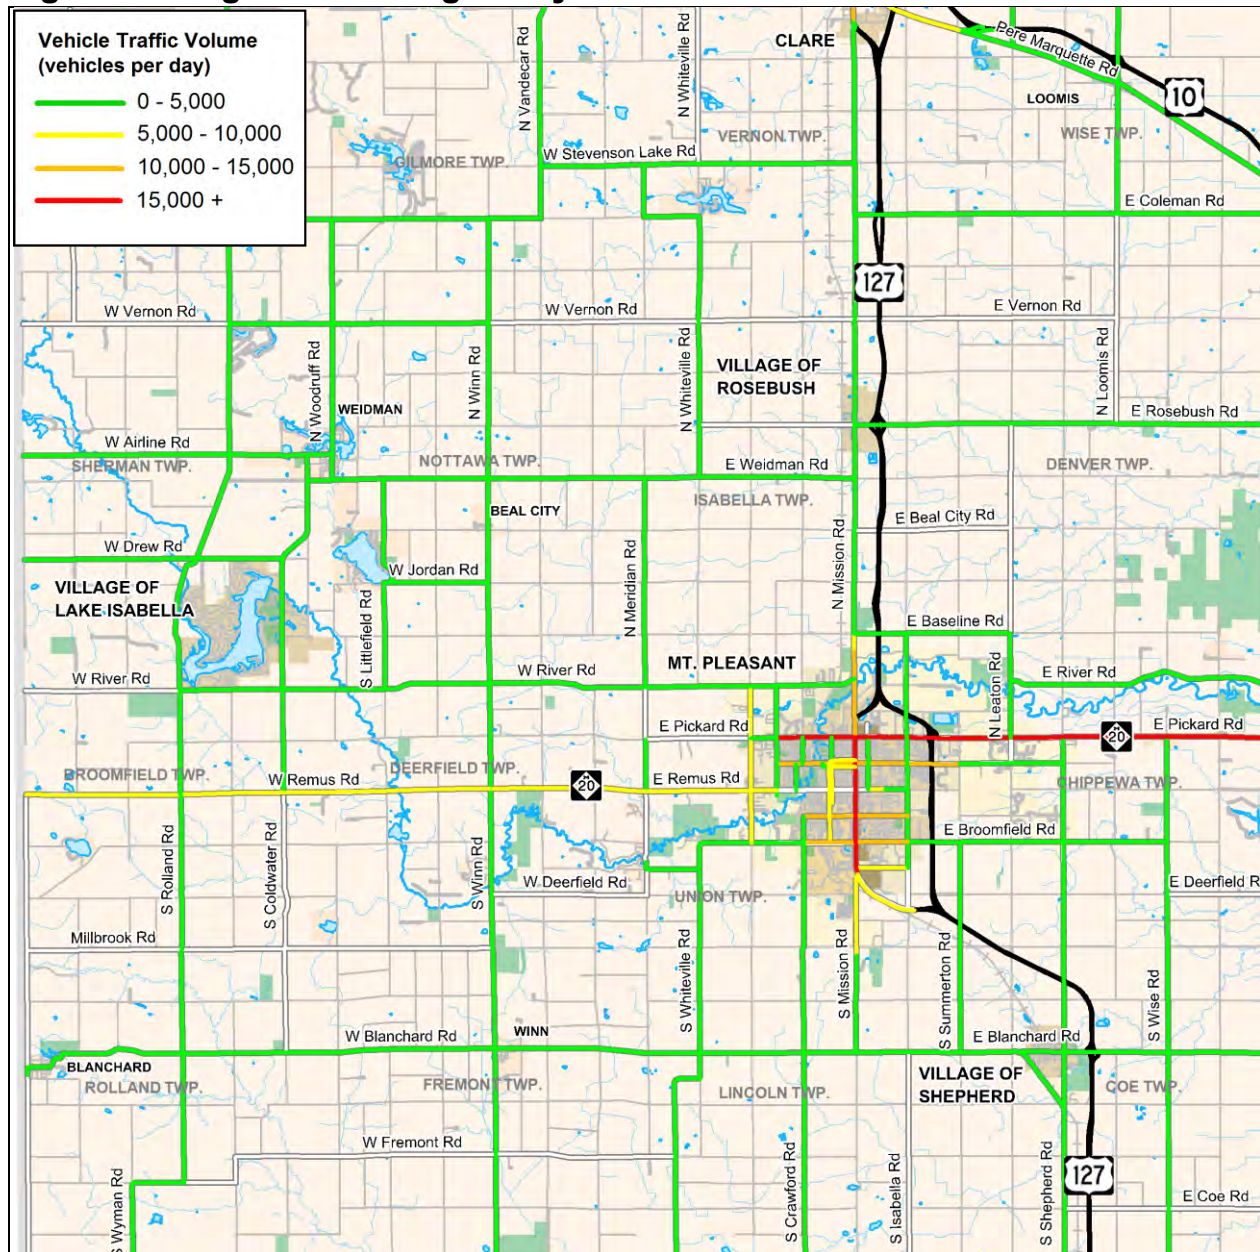 Vehicle Traffic Volume
(vehicles per day)
0 - 5,000
5,000 - 10,000
10,000 - 15,000
15,000 +
CLARE
N Vandecar Rd
N Whiteville Rd
Pere Marquette Rd
10
LOOMIS
VERNON TWP.
WISE TWP.
GILMORE TWP.
W Stevenson Lake Rd
E Coleman Rd
127
W Vernon Rd
W Vernon Rd
E Vernon Rd
N Woodruff Rd
N Winn Rd
N Whiteville Rd
VILLAGE OF
ROSEBUSH
N Loomis Rd
WEIDMAN
E Rosebush Rd
W Airline Rd
SHERMAN TWP.
NOTTAWA TWP.
E Weidman Rd
DENVER TWP.
ISABELLA TWP.
BEAL CITY
E Beal City Rd
W Drew Rd
W Jordan Rd
N Meridian Rd
N Mission Rd
VILLAGE OF
LAKE ISABELLA
S Littlefield Rd
E Baseline Rd
MT. PLEASANT
W River Rd
W River Rd
N Leaton Rd
E River Rd
E Pickard Rd
E Pickard Rd
M
20
BROOMFIELD TWP.
W Remus Rd
DEERFIELD TWP.
M
20
E Remus Rd
CHIPPEWA TWP.
S Rolland Rd
S Coldwater Rd
S Winn Rd
E Broomfield Rd
W Deerfield Rd
E Deerfield R
UNION TWP.
Millbrook Rd
S Whiteville Rd
S Mission Rd
S Summerton Rd
S Wise Rd
W Blanchard Rd
WINN
E Blanchard Rd
BLANCHARD
ROLLAND TWP.
FREMONT TWP.
LINCOLN TWP.
VILLAGE OF
SHEPHERD
COE TWP.
W Fremont Rd
S Wyman Rd
S Crawford Rd
S Isabella Rd
S Shepherd Rd
127
E Coe Rd